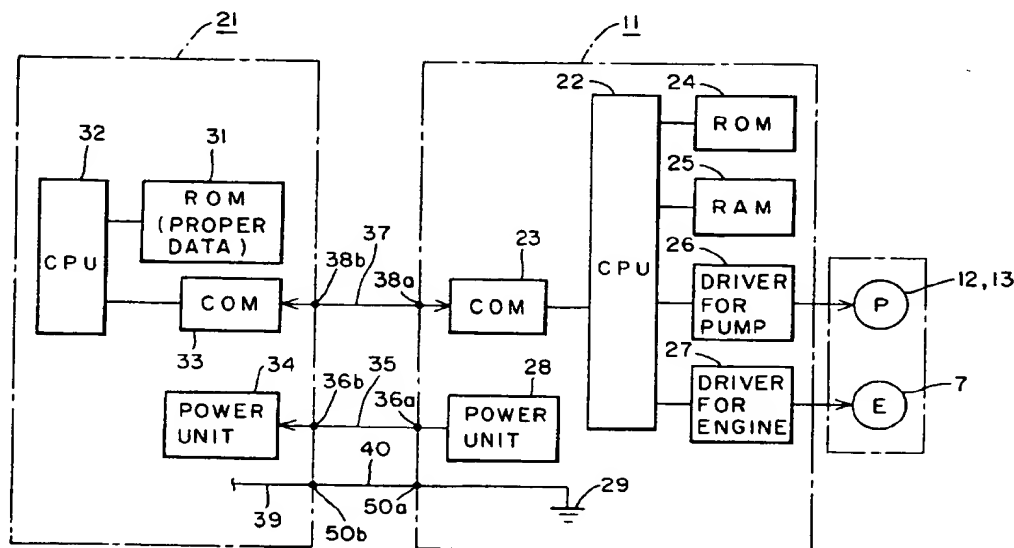 21
11
22
24
ROM
25
RAM
26
DRIVER
FOR
PUMP
27
DRIVER
FOR
ENGINE
12,13
P
7
E
32
CPU
31
ROM
(PROPER
DATA)
COM
33
34
POWER
UNIT
38b
37
38a
23
COM
CPU
36b
35
36a
28
POWER
UNIT
40
39
50b
50a
29